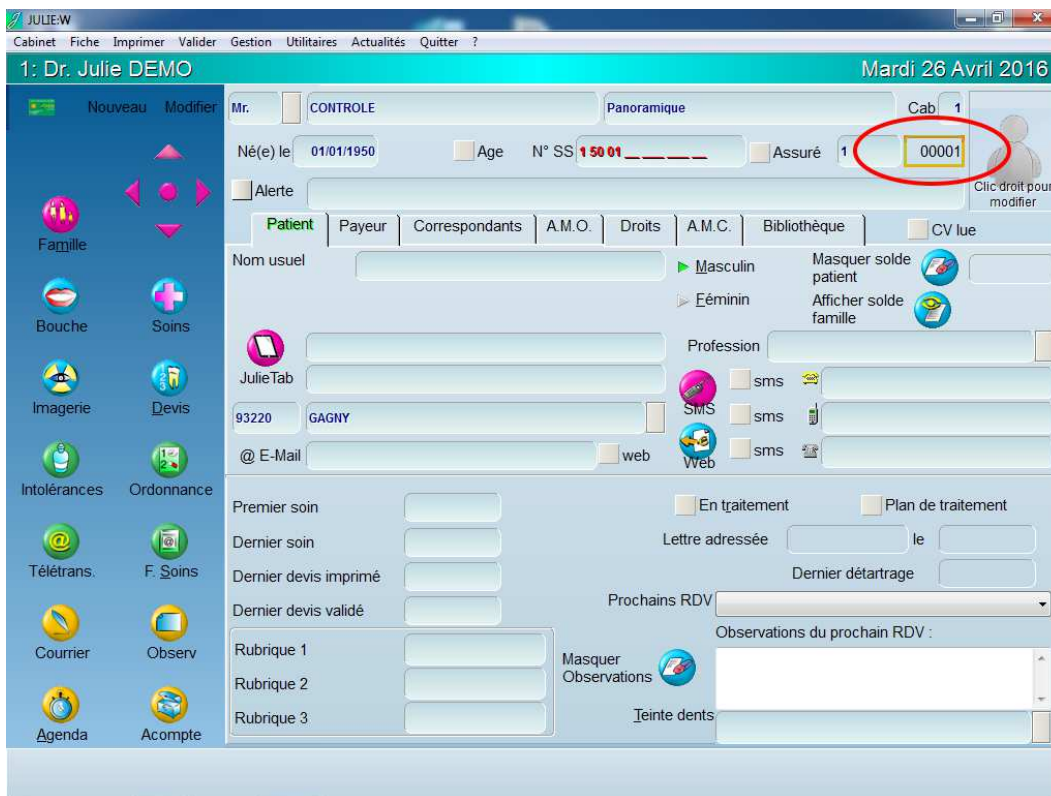 JULIE:W
Cabinet Fiche Imprimer Valider Gestion Utilitaires Actualités Quitter ?
1: Dr. Julie DEMO Mardi 26 Avril 2016
Nouveau Modifier Mr. CONTROLE Panoramique Cab 1
Né(e) le 01/01/1950 Age N° SS 1 50 01 __ ___ ___ __ Assuré 1 00001
Clic droit pour
modifier
Alerte
Patient Payeur Correspondants A.M.O. Droits A.M.C. Bibliothèque CV lue
Famille
Nom usuel Masculin Masquer solde
patient
Féminin Afficher solde
famille
Bouche Soins
Profession
JulieTab sms
Imagerie Devis
SMS sms
93220 GAGNY
@ E-Mail web Web sms
Intolérances Ordonnance
Premier soin En traitement Plan de traitement
Dernier soin Lettre adressée le
Télétrans. F. Soins
Dernier devis imprimé Dernier détartrage
Dernier devis validé Prochains RDV
Observations du prochain RDV :
Courrier Observ
Rubrique 1 Masquer
Observations
Rubrique 2
Rubrique 3 Teinte dents
Agenda Acompte